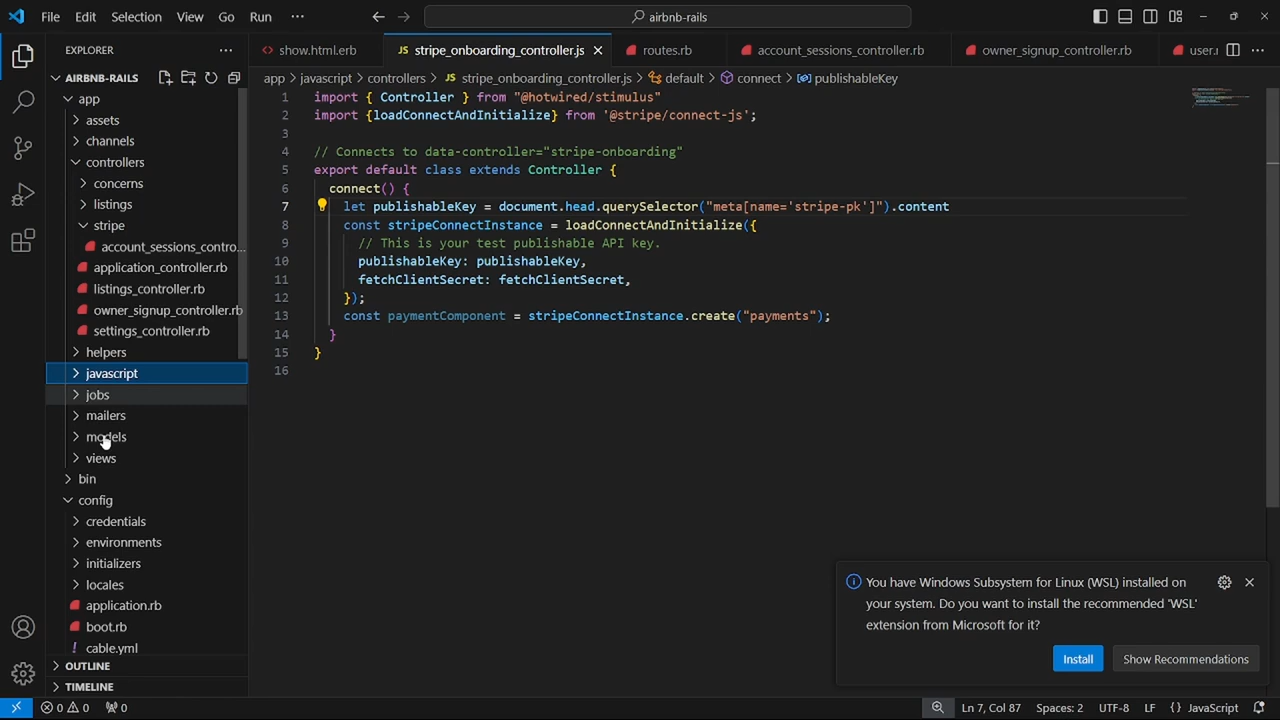 File Edit Selection View Go Run ··· airbnb-rails
EXPLORER ···
show.html.erb JS stripe_onboarding_controller.js routes.rb account_sessions_controller.rb owner_signup_controller.rb user.r ···
AIRBNB-RAILS
app > javascript > controllers > JS stripe_onboarding_controller.js > default > connect > publishableKey
app
assets
channels
controllers
concerns
listings
stripe
account_sessions_contro...
application_controller.rb
listings_controller.rb
owner_signup_controller.rb
settings_controller.rb
helpers
javascript
jobs
mailers
models
views
bin
config
credentials
environments
initializers
locales
application.rb
boot.rb
! cable.yml
OUTLINE
TIMELINE
1 import { Controller } from "@hotwired/stimulus"
2 import {loadConnectAndInitialize} from '@stripe/connect-js';
3
4 // Connects to data-controller="stripe-onboarding"
5 export default class extends Controller {
6 connect() {
7 let publishableKey = document.head.querySelector("meta[name='stripe-pk']").content
8 const stripeConnectInstance = loadConnectAndInitialize({
9 // This is your test publishable API key.
10 publishableKey: publishableKey,
11 fetchClientSecret: fetchClientSecret,
12 });
13 const paymentComponent = stripeConnectInstance.create("payments");
14 }
15 }
16
You have Windows Subsystem for Linux (WSL) installed on
your system. Do you want to install the recommended 'WSL'
extension from Microsoft for it?
Install Show Recommendations
0 0 0 Ln 7, Col 87 Spaces: 2 UTF-8 LF {} JavaScript